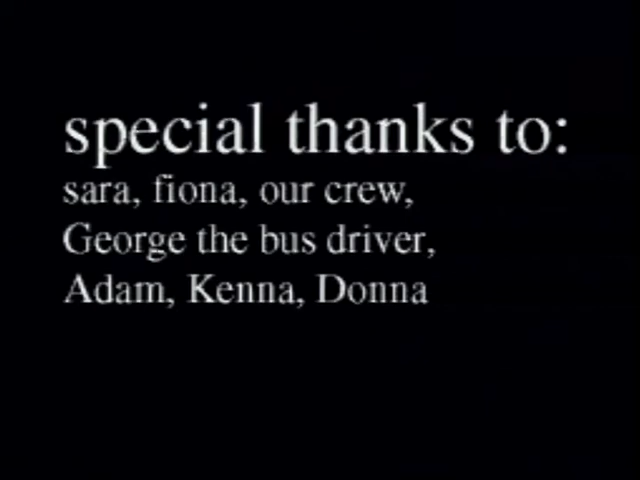 special thanks to:
sara, fiona, our crew,
George the bus driver,
Adam, Kenna, Donna